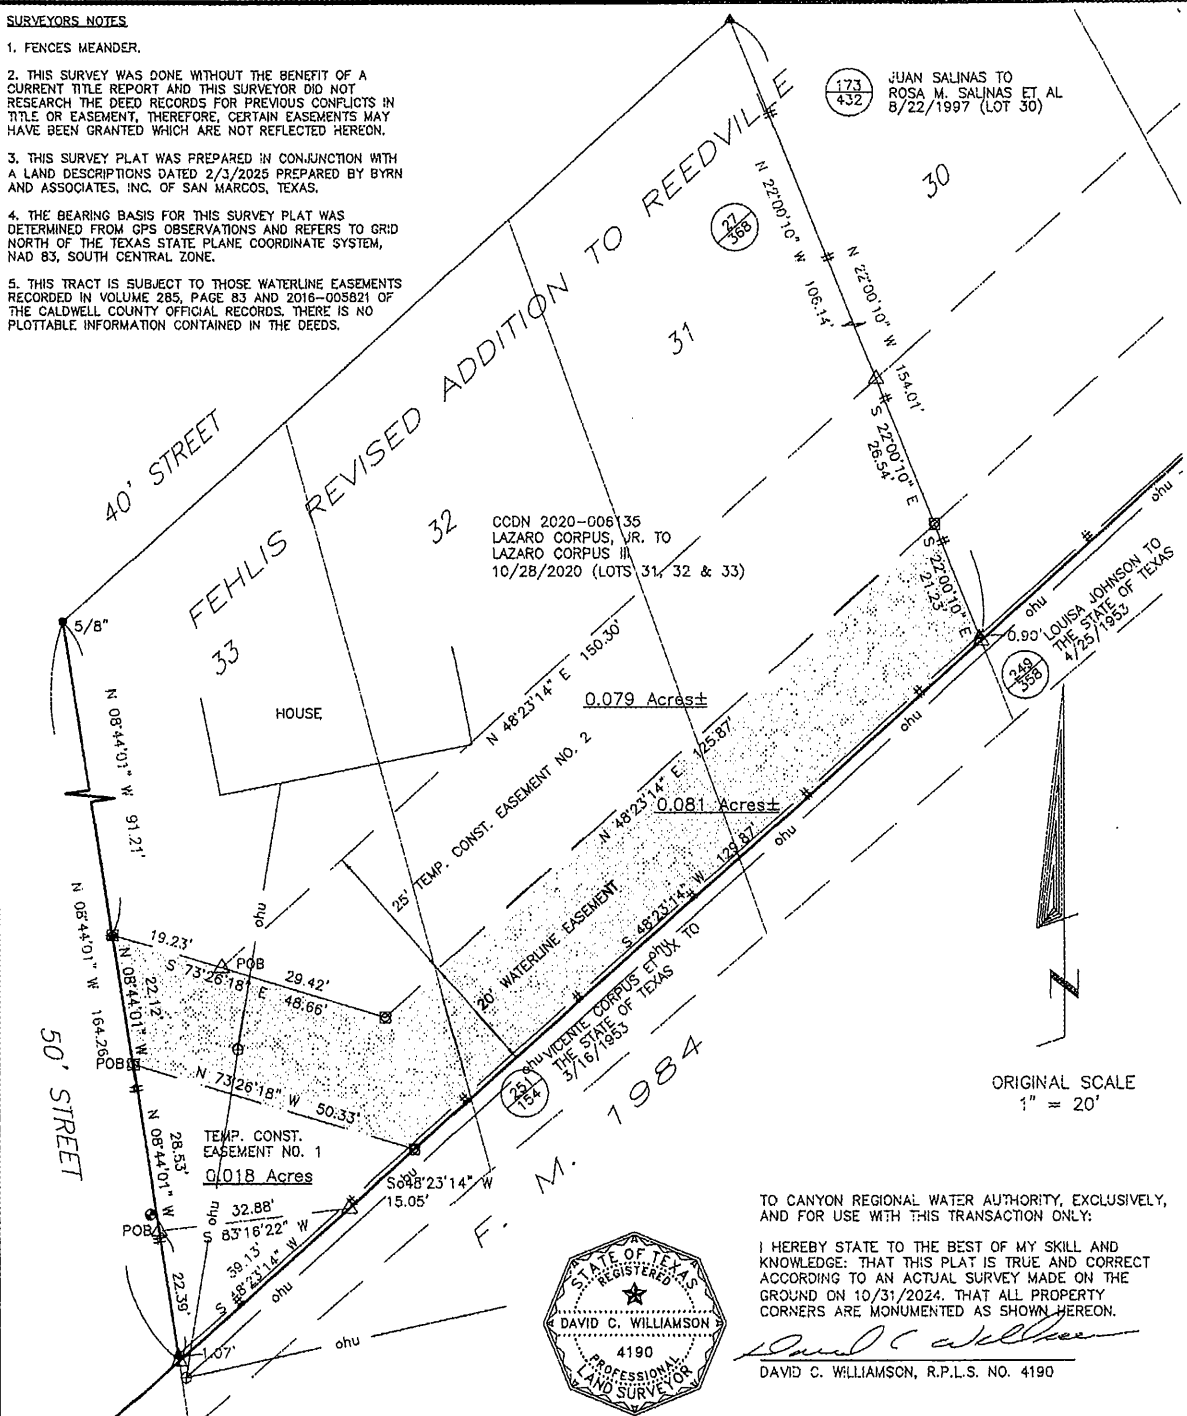 SURVEYORS NOTES
1. FENCES MEANDER.
2. THIS SURVEY WAS DONE WITHOUT THE BENEFIT OF A
CURRENT TITLE REPORT AND THIS SURVEYOR DID NOT
RESEARCH THE DEED RECORDS FOR PREVIOUS CONFLICTS IN
TITLE OR EASEMENT, THEREFORE, CERTAIN EASEMENTS MAY
HAVE BEEN GRANTED WHICH ARE NOT REFLECTED HEREON.
3. THIS SURVEY PLAT WAS PREPARED IN CONJUNCTION WITH
A LAND DESCRIPTIONS DATED 2/3/2025 PREPARED BY BYRN
AND ASSOCIATES, INC. OF SAN MARCOS, TEXAS.
4. THE BEARING BASIS FOR THIS SURVEY PLAT WAS
DETERMINED FROM GPS OBSERVATIONS AND REFERS TO GRID
NORTH OF THE TEXAS STATE PLANE COORDINATE SYSTEM,
NAD 83, SOUTH CENTRAL ZONE.
5. THIS TRACT IS SUBJECT TO THOSE WATERLINE EASEMENTS
RECORDED IN VOLUME 285, PAGE 83 AND 2016-005821 OF
THE CALDWELL COUNTY OFFICIAL RECORDS. THERE IS NO
PLOTTABLE INFORMATION CONTAINED IN THE DEEDS.
173
432
JUAN SALINAS TO
ROSA M. SALINAS ET AL
8/22/1997 (LOT 30)
30
27
368
N 22°00'10" W 106.14'
N 22°00'10" W 154.01'
S 22°00'10" E
26.54'
S 22°00'10" E
21.23'
FEHLIS REVISED ADDITION TO REEDVILLE
31
32
33
40' STREET
CCDN 2020-006135
LAZARO CORPUS, JR. TO
LAZARO CORPUS III
10/28/2020 (LOTS 31, 32 & 33)
5/8"
HOUSE
N 48°23'14" E 150.30'
0.079 Acres±
25' TEMP. CONST. EASEMENT NO. 2
N 48°23'14" E 125.87'
0.081 Acres±
S 48°23'14" W 129.87'
20' WATERLINE EASEMENT
ohu
ohu
ohu
ohu
0.90'
LOUISA JOHNSON TO
THE STATE OF TEXAS
4/25/1953
249
358
N 08°44'01" W 91.21'
N 08°44'01" W 164.26'
ohu
19.23'
POB
29.42'
S 73°26'18" E 48.66'
N 08°44'01" W
22.12'
POB
N 73°26'18" W 50.33'
ohu
ohu
VICENTE CORPUS ET UX TO
THE STATE OF TEXAS
3/16/1953
251
154
F. M. 1984
50' STREET
TEMP. CONST.
EASEMENT NO. 1
0.018 Acres
28.53'
N 08°44'01" W
S 48°23'14" W
15.05'
ohu
POB
32.88'
S 83°16'22" W
ohu
39.13'
S 48°23'14" W
22.39'
1.07'
ohu
ohu
N
ORIGINAL SCALE
1" = 20'
TO CANYON REGIONAL WATER AUTHORITY, EXCLUSIVELY,
AND FOR USE WITH THIS TRANSACTION ONLY:
I HEREBY STATE TO THE BEST OF MY SKILL AND
KNOWLEDGE: THAT THIS PLAT IS TRUE AND CORRECT
ACCORDING TO AN ACTUAL SURVEY MADE ON THE
GROUND ON 10/31/2024. THAT ALL PROPERTY
CORNERS ARE MONUMENTED AS SHOWN HEREON.
David C Williamson
DAVID C. WILLIAMSON, R.P.L.S. NO. 4190
STATE OF TEXAS
REGISTERED
DAVID C. WILLIAMSON
4190
PROFESSIONAL
LAND SURVEYOR